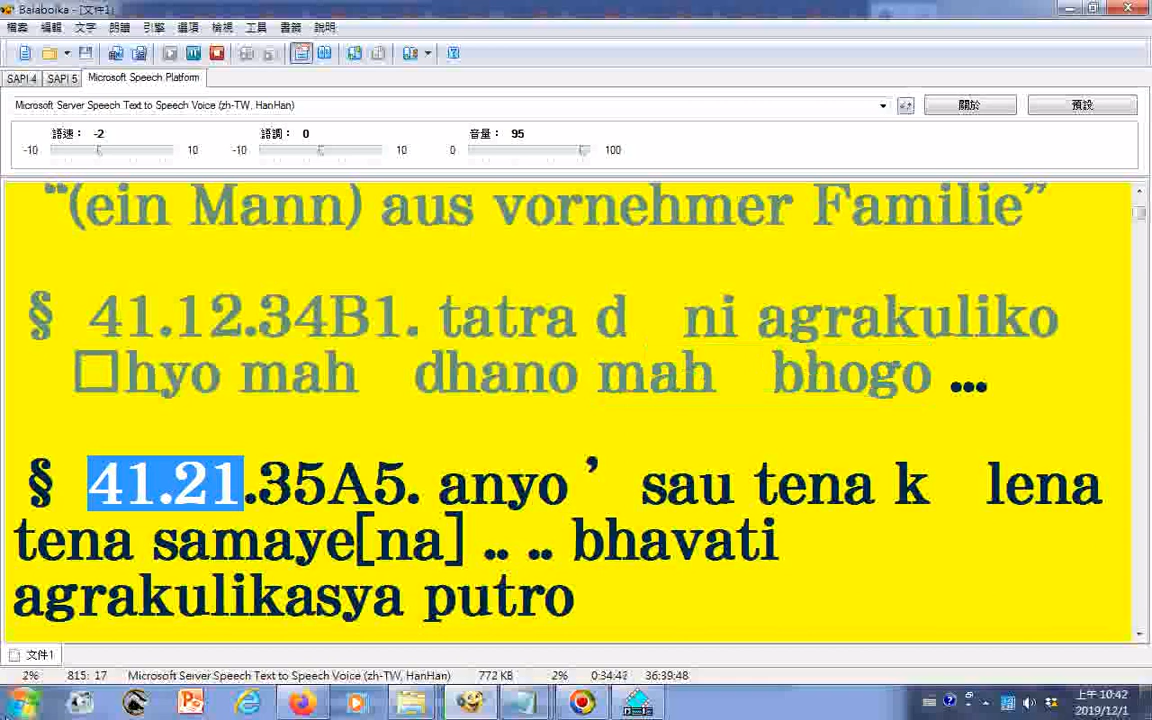 Balabolka - [文件1]
檔案 編輯 文字 朗讀 引擎 選項 檢視 工具 書籤 說明
SAPI 4 SAPI 5 Microsoft Speech Platform
Microsoft Server Speech Text to Speech Voice (zh-TW, HanHan) 關於 預設
語速： -2 語調： 0 音量： 95
-10 10 -10 10 0 100
“(ein Mann) aus vornehmer Familie”
§ 41.12.34B1. tatra d ni agrakuliko
□hyo mah dhano mah bhogo ...
§ 41.21.35A5. anyo ’ sau tena k lena
tena samaye[na] .. .. bhavati
agrakulikasya putro
文件1
2% 815: 17 Microsoft Server Speech Text to Speech Voice (zh-TW, HanHan) 772 KB 2% 0:34:42 36:39:48
上午 10:42
2019/12/1